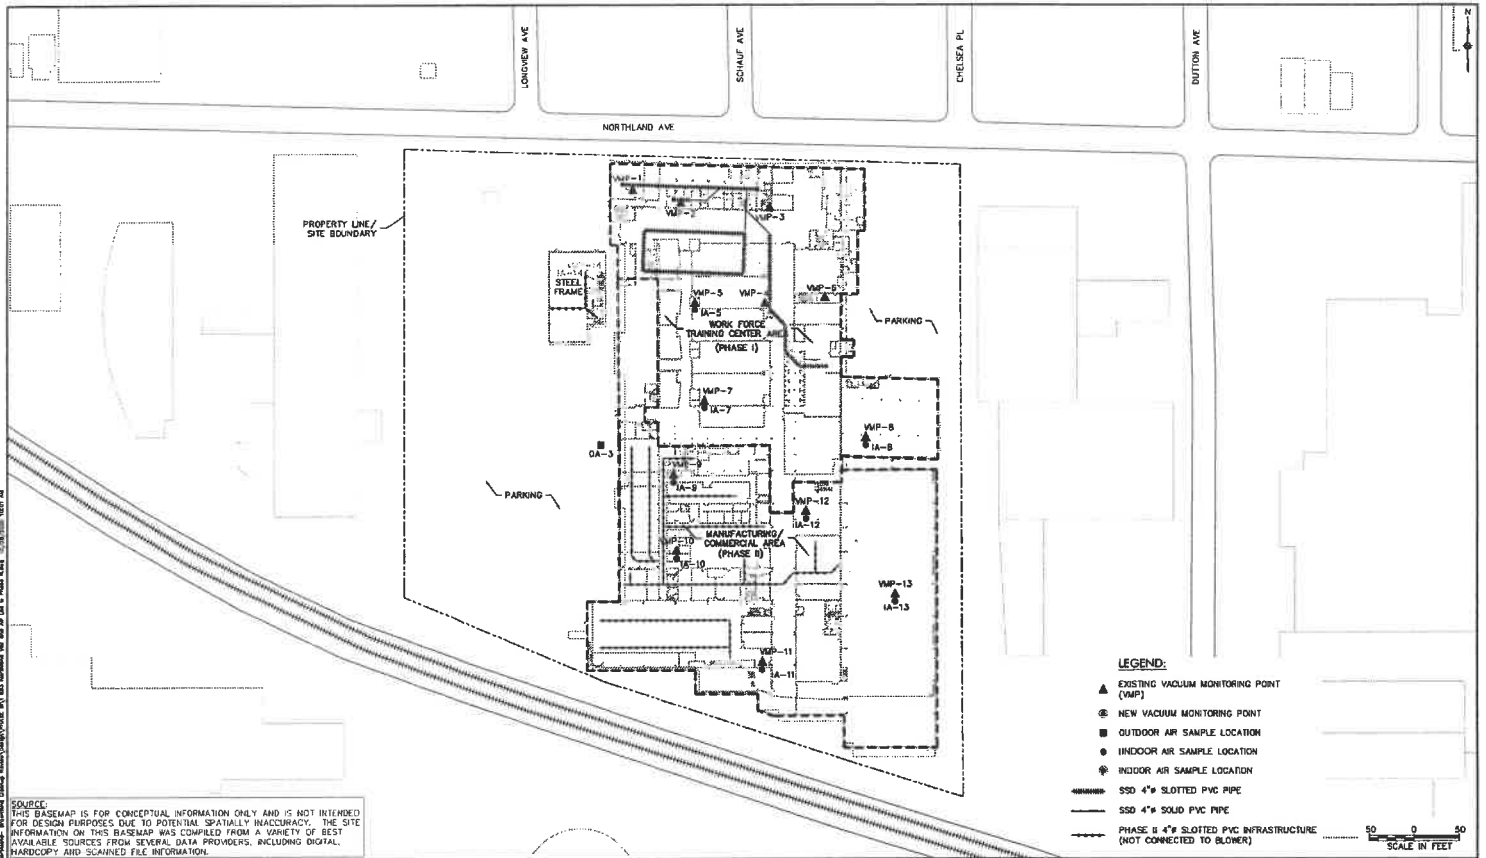 N
LONGVIEW AVE
SCHAUF AVE
CHELSEA PL
DUTTON AVE
NORTHLAND AVE
PROPERTY LINE/
SITE BOUNDARY
VMP-1
VMP-2
VMP-3
IA-14
STEEL
FRAME
VMP-5
IA-5
VMP-6
WORK FORCE
TRAINING CENTER AREA
(PHASE I)
PARKING
VMP-7
IA-7
VMP-8
IA-8
OA-3
VMP-9
IA-9
PARKING
VMP-12
IA-12
MANUFACTURING/
COMMERCIAL AREA
(PHASE II)
VMP-10
IA-10
VMP-13
IA-13
VMP-11
IA-11
LEGEND:
EXISTING VACUUM MONITORING POINT
(VMP)
NEW VACUUM MONITORING POINT
OUTDOOR AIR SAMPLE LOCATION
IINDOOR AIR SAMPLE LOCATION
INDOOR AIR SAMPLE LOCATION
SSD 4"ø SLOTTED PVC PIPE
SSD 4"ø SOLID PVC PIPE
PHASE II 4"ø SLOTTED PVC INFRASTRUCTURE
(NOT CONNECTED TO BLOWER)
50 0 50
SCALE IN FEET
SOURCE:
THIS BASEMAP IS FOR CONCEPTUAL INFORMATION ONLY AND IS NOT INTENDED
FOR DESIGN PURPOSES DUE TO POTENTIAL SPATIALLY INACCURACY. THE SITE
INFORMATION ON THIS BASEMAP WAS COMPILED FROM A VARIETY OF BEST
AVAILABLE SOURCES FROM SEVERAL DATA PROVIDERS, INCLUDING DIGITAL,
HARDCOPY AND SCANNED FILE INFORMATION.